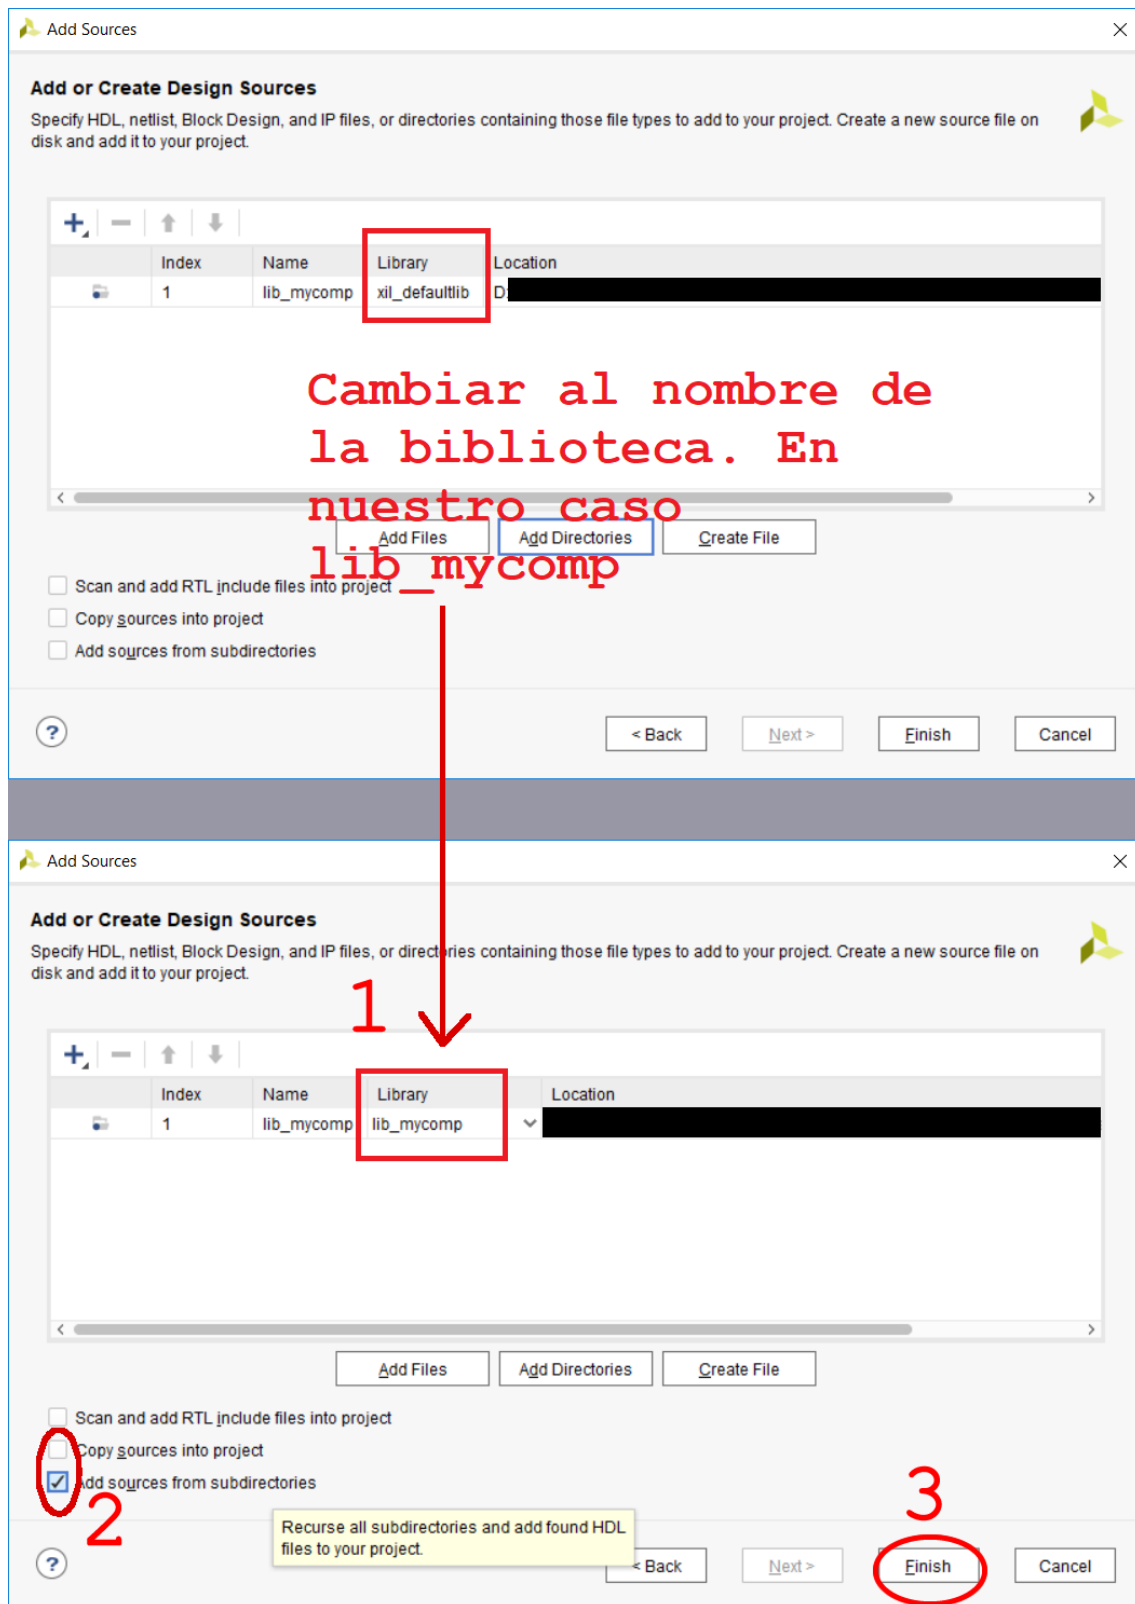 Add Sources
Add or Create Design Sources
Specify HDL, netlist, Block Design, and IP files, or directories containing those file types to add to your project. Create a new source file on
disk and add it to your project.
Index Name Library Location
1 lib_mycomp xil_defaultlib D:
Cambiar al nombre de
la biblioteca. En
nuestro caso
lib_mycomp
Add Files Add Directories Create File
Scan and add RTL include files into project
Copy sources into project
Add sources from subdirectories
? < Back Next > Finish Cancel
Add Sources
Add or Create Design Sources
Specify HDL, netlist, Block Design, and IP files, or directories containing those file types to add to your project. Create a new source file on
disk and add it to your project.
1
Index Name Library Location
1 lib_mycomp lib_mycomp
Add Files Add Directories Create File
Scan and add RTL include files into project
Copy sources into project
Add sources from subdirectories
2
3
Recurse all subdirectories and add found HDL
files to your project.
? < Back Next > Finish Cancel